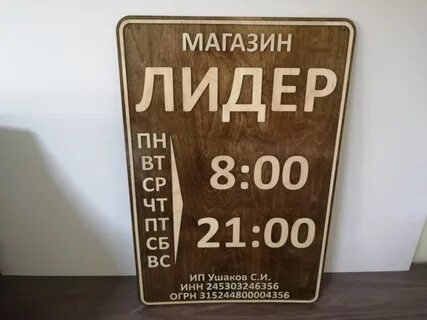 МАГАЗИН
ЛИДЕР
ПН
ВТ
СР
ЧТ
ПТ
СБ
ВС
8:00
21:00
ИП Ушаков С.И.
ИНН 245303246356
ОГРН 315244800004356